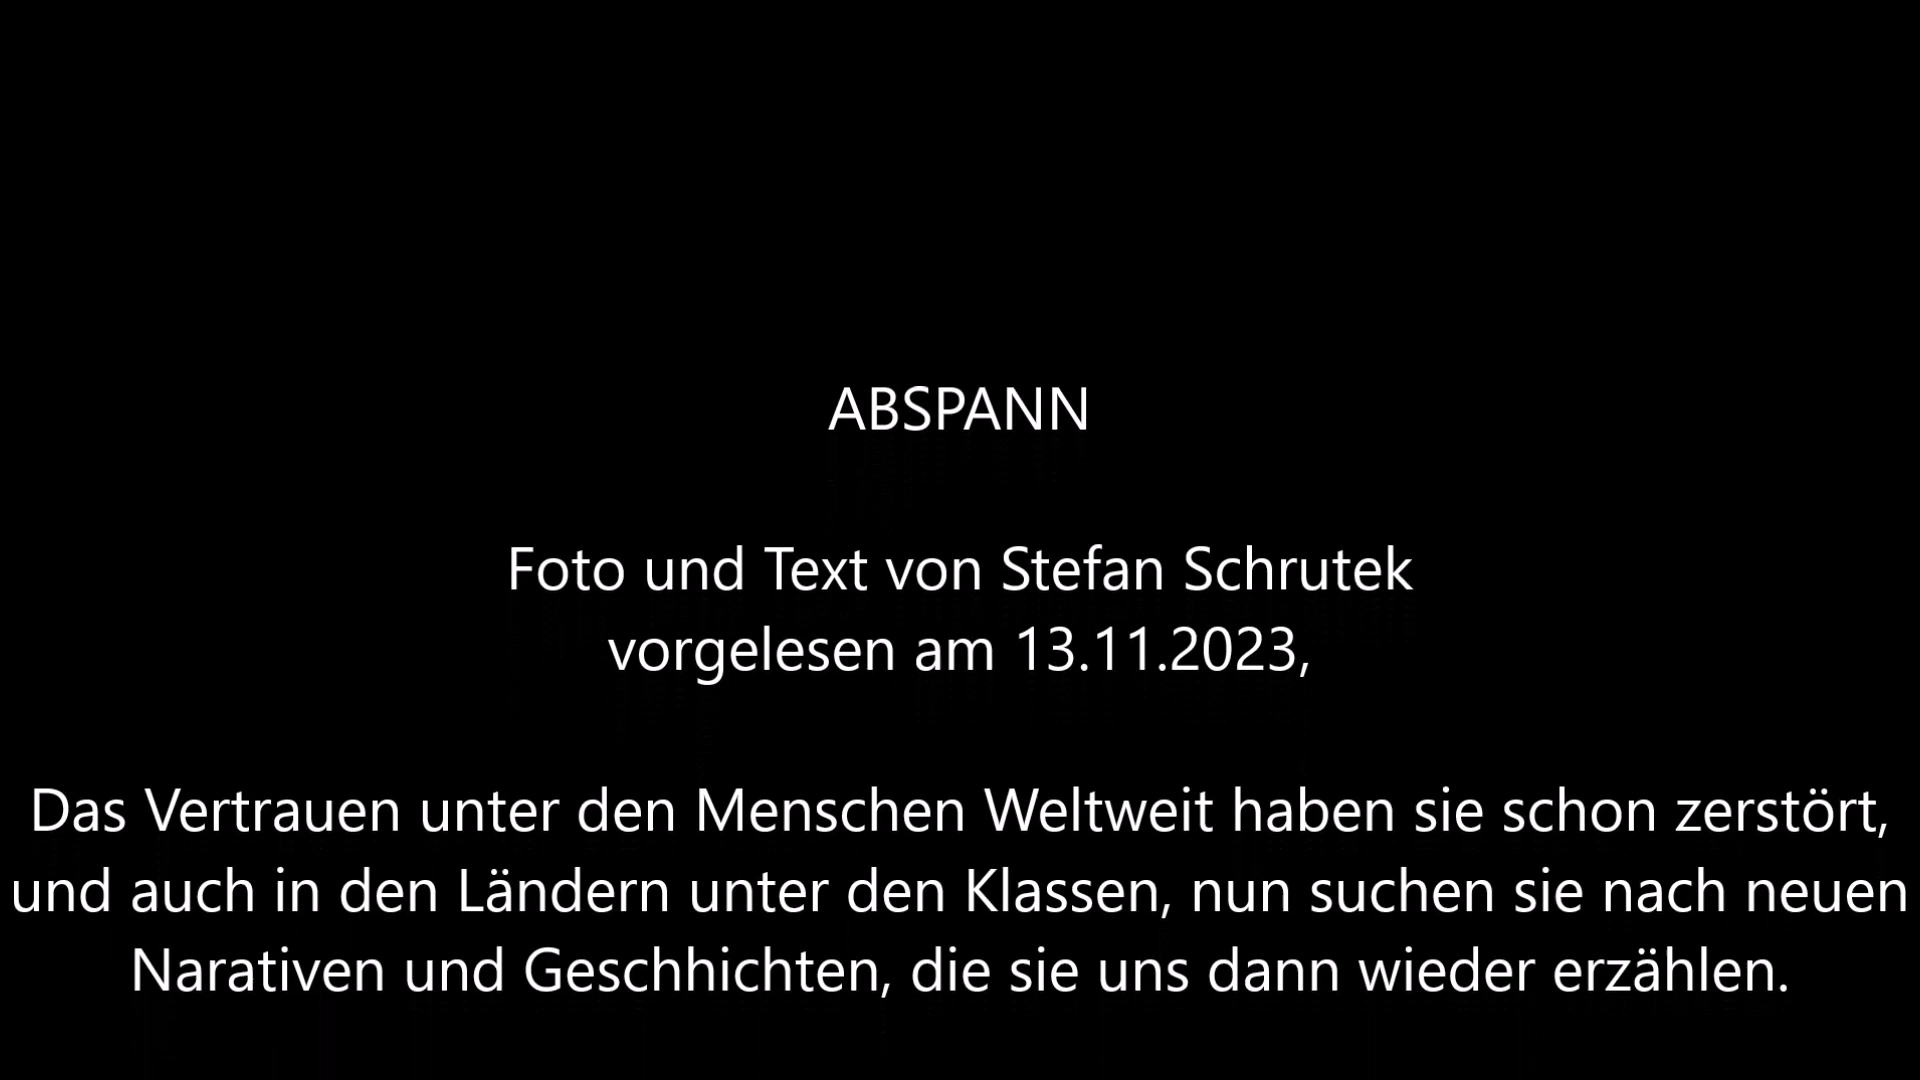 ABSPANN
Foto und Text von Stefan Schrutek
vorgelesen am 13.11.2023,
Das Vertrauen unter den Menschen Weltweit haben sie schon zerstört,
und auch in den Ländern unter den Klassen, nun suchen sie nach neuen
Narativen und Geschhichten, die sie uns dann wieder erzählen.